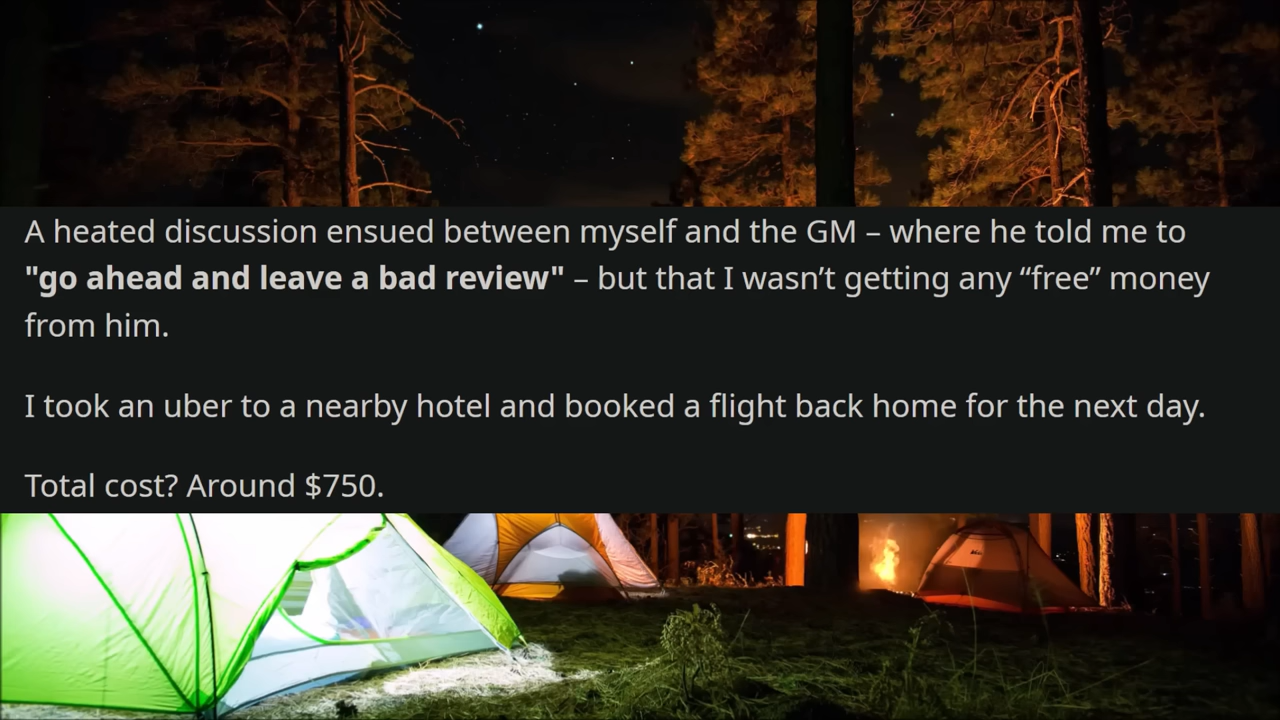 A heated discussion ensued between myself and the GM – where he told me to
"go ahead and leave a bad review" – but that I wasn’t getting any “free” money
from him.
I took an uber to a nearby hotel and booked a flight back home for the next day.
Total cost? Around $750.